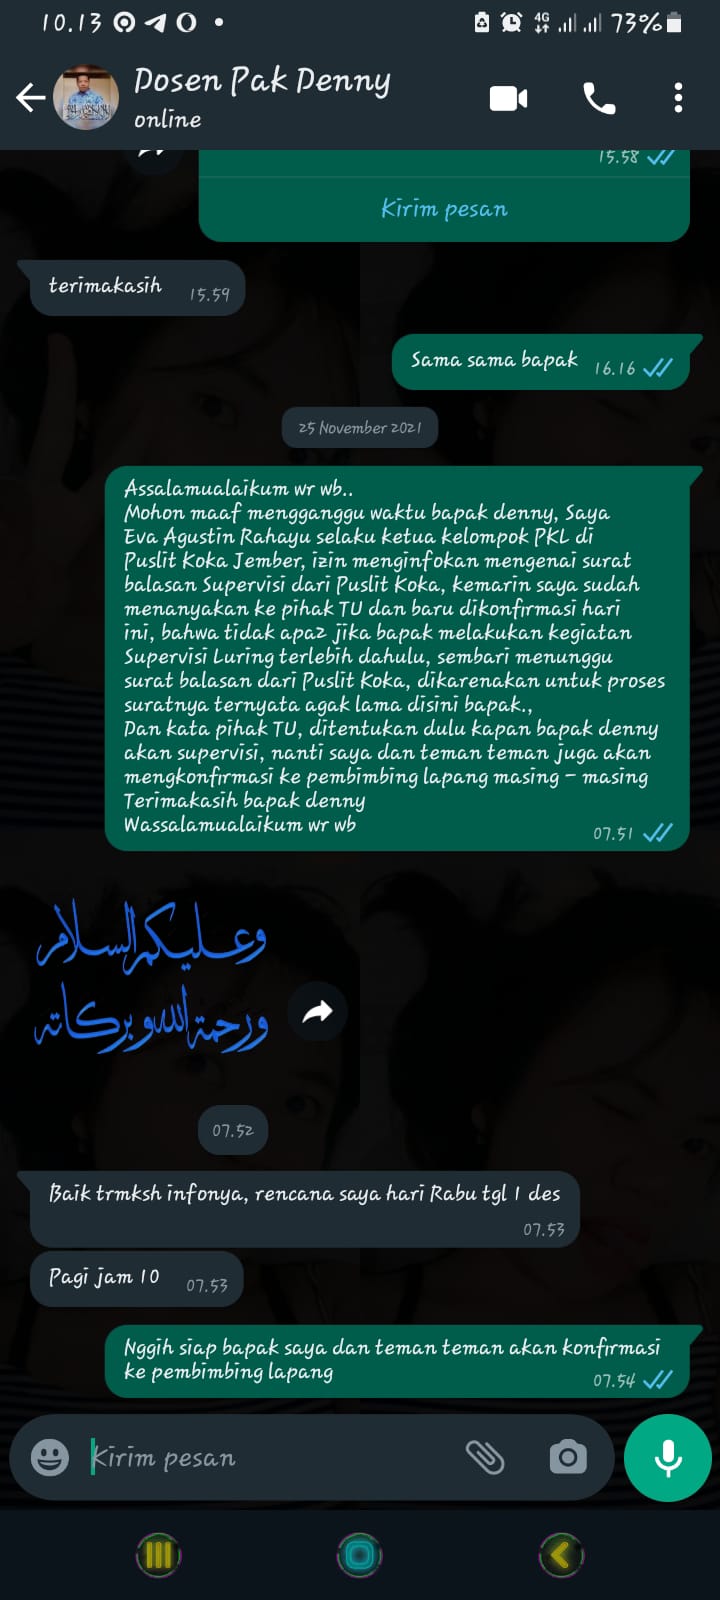 10.13
4G
73%
Dosen Pak Denny
online
15.58
Kirim pesan
terimakasih 15.59
Sama sama bapak 16.16
25 November 2021
Assalamualaikum wr wb..
Mohon maaf mengganggu waktu bapak denny, Saya
Eva Agustin Rahayu selaku ketua kelompok PKL di
Puslit Koka Jember, izin menginfokan mengenai surat
balasan Supervisi dari Puslit Koka, kemarin saya sudah
menanyakan ke pihak TU dan baru dikonfirmasi hari
ini, bahwa tidak apa2 jika bapak melakukan kegiatan
Supervisi Luring terlebih dahulu, sembari menunggu
surat balasan dari Puslit Koka, dikarenakan untuk proses
suratnya ternyata agak lama disini bapak.,
Dan kata pihak TU, ditentukan dulu kapan bapak denny
akan supervisi, nanti saya dan teman teman juga akan
mengkonfirmasi ke pembimbing lapang masing - masing
Terimakasih bapak denny
Wassalamualaikum wr wb
07.51
وعليكم السلام
ورحمة الله وبركاته
07.52
Baik trmksh infonya, rencana saya hari Rabu tgl 1 des
07.53
Pagi jam 10 07.53
Nggih siap bapak saya dan teman teman akan konfirmasi
ke pembimbing lapang
07.54
Kirim pesan